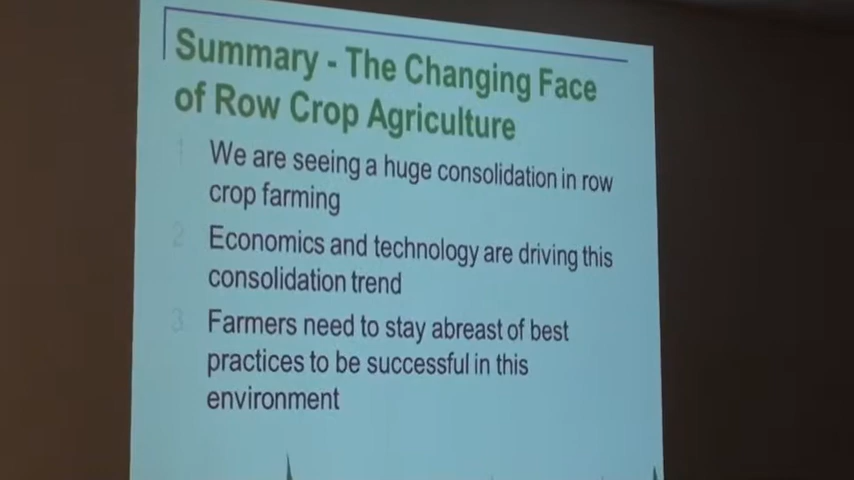 Summary - The Changing Face
of Row Crop Agriculture
1 We are seeing a huge consolidation in row
crop farming
2 Economics and technology are driving this
consolidation trend
3 Farmers need to stay abreast of best
practices to be successful in this
environment